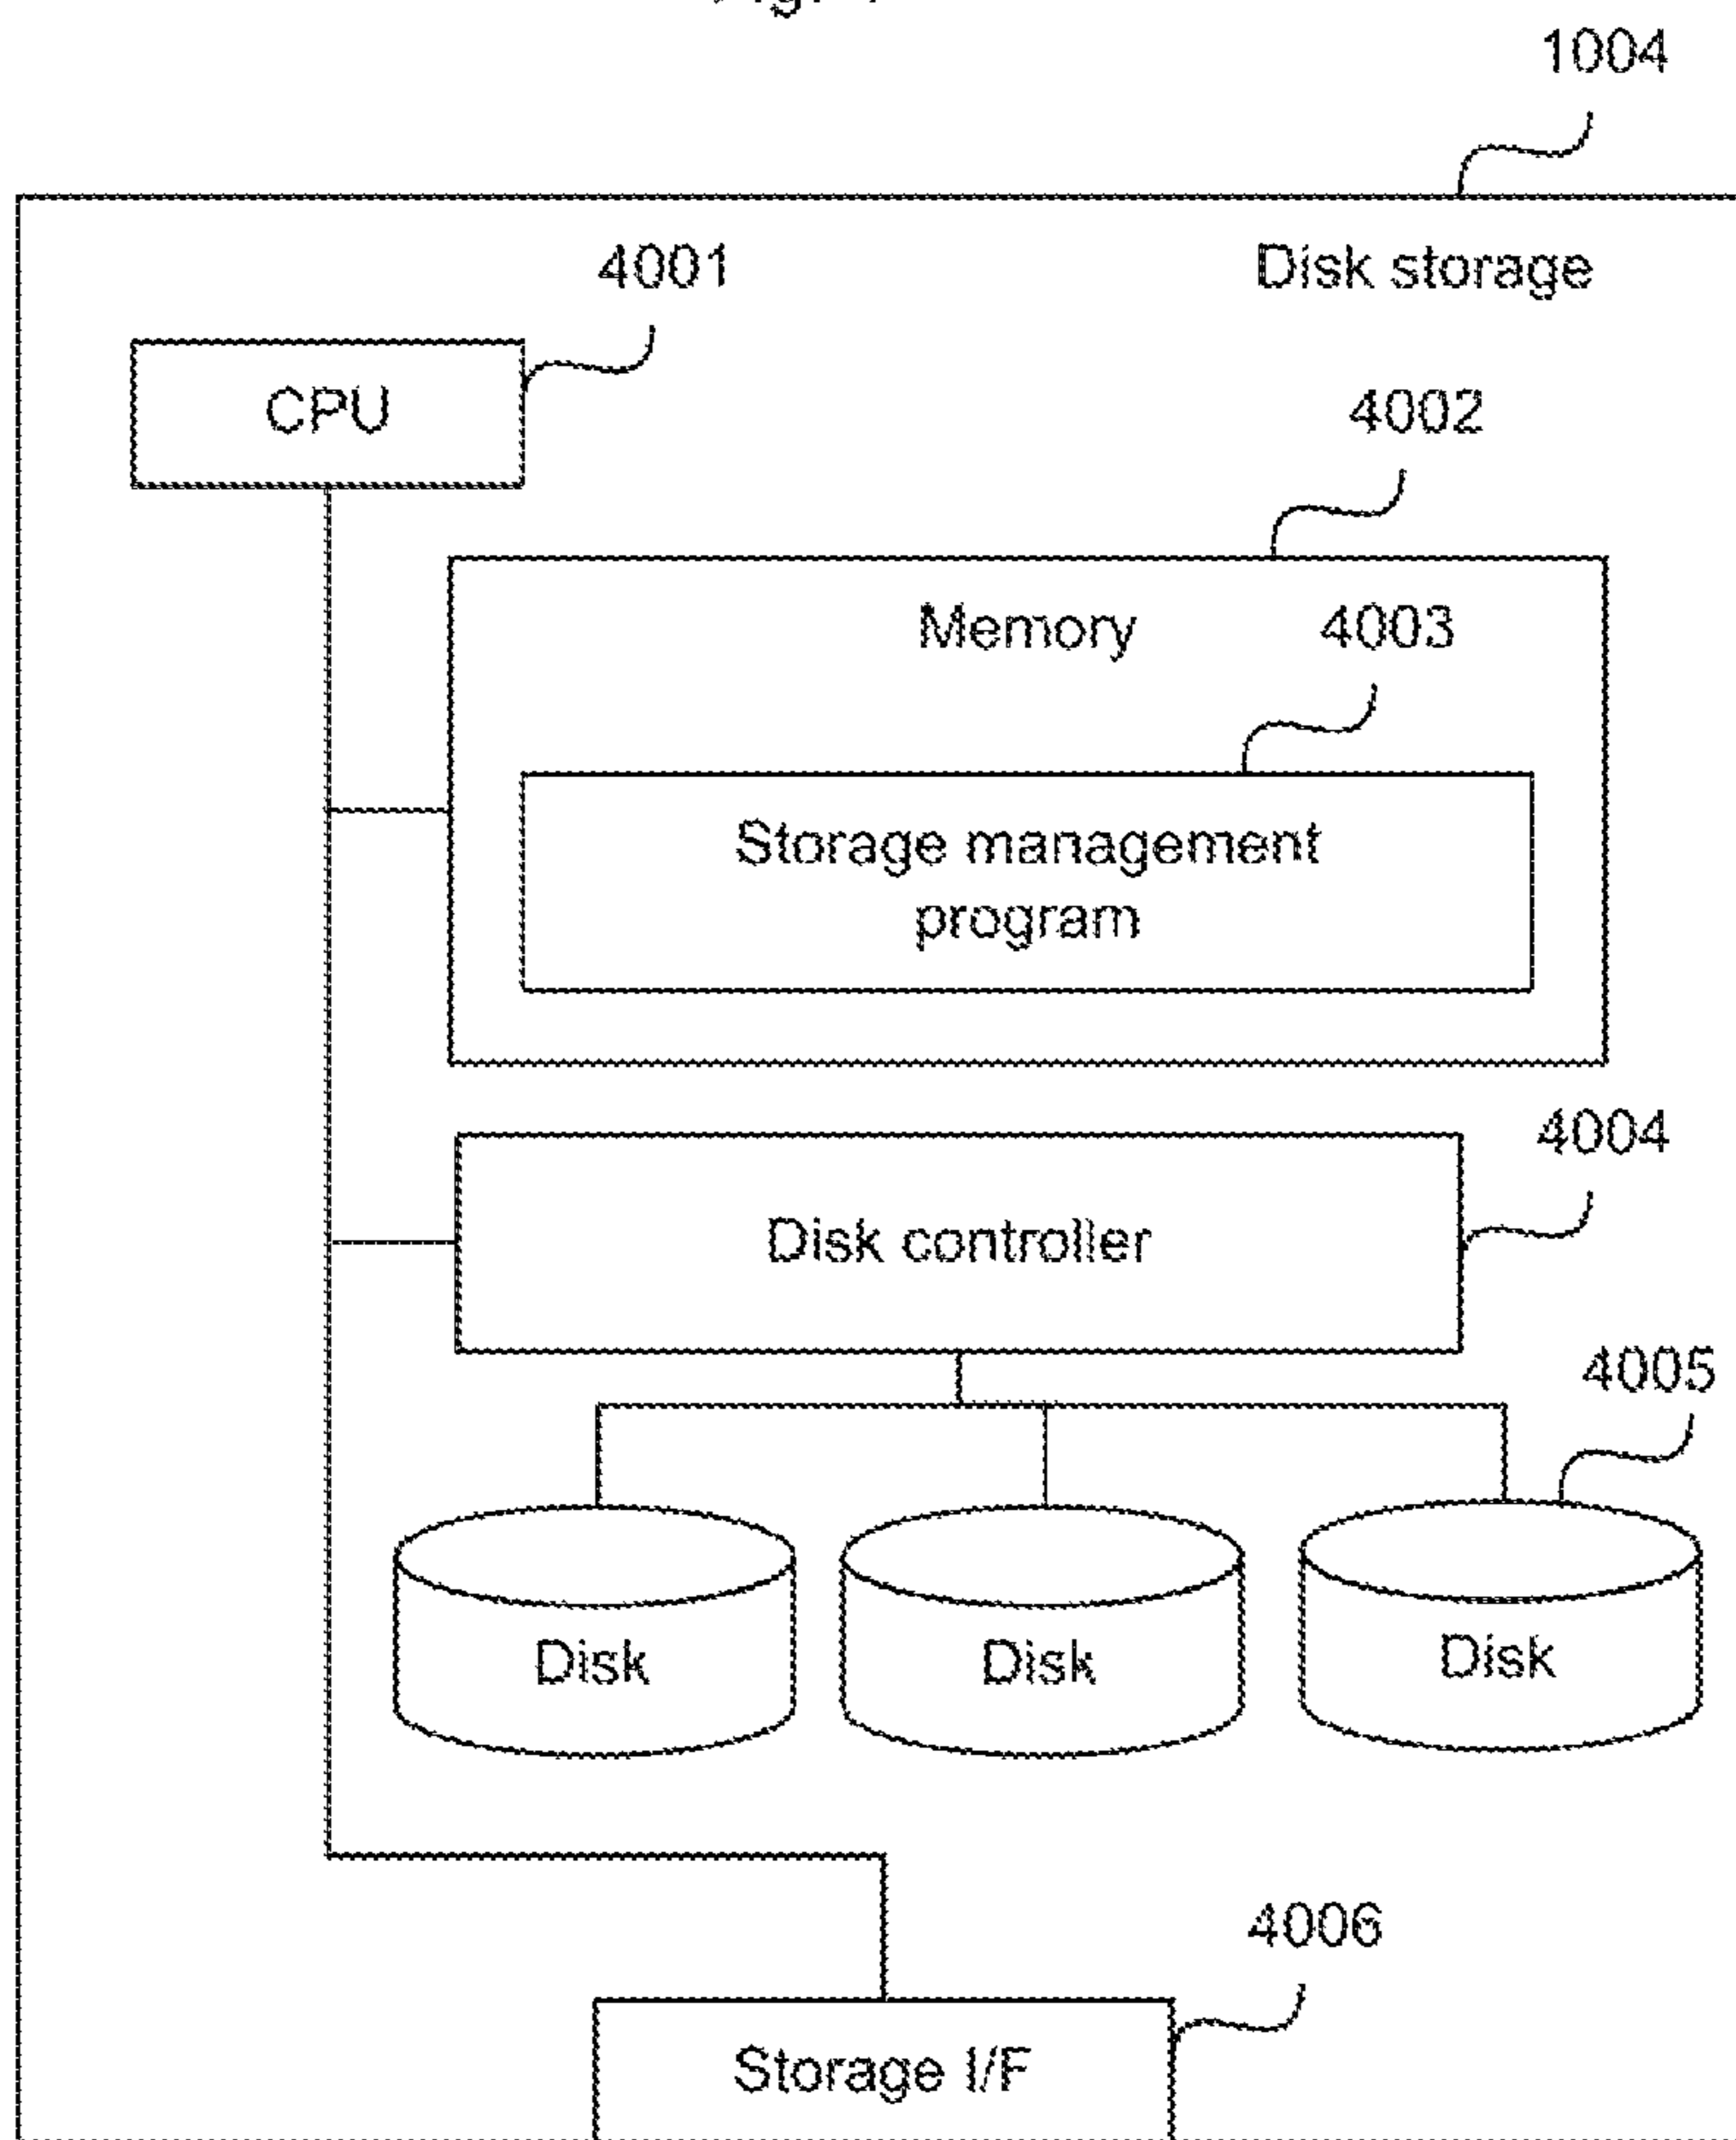 1004
Disk storage
4001
CPU
4002
Memory
4003
Storage management
program
4004
Disk controller
4005
Disk
Disk
Disk
4006
Storage I/F